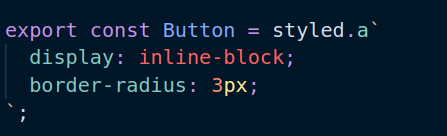 export const Button = styled.a`
  display: inline-block;
  border-radius: 3px;
`;